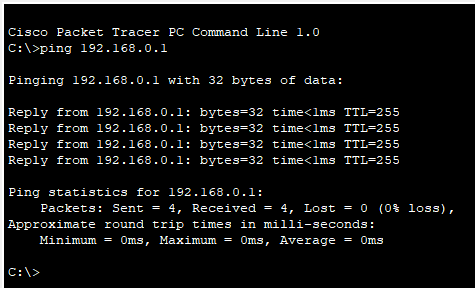 Cisco Packet Tracer PC Command Line 1.0
C:\>ping 192.168.0.1
Pinging 192.168.0.1 with 32 bytes of data:
Reply from 192.168.0.1: bytes=32 time<1ms TTL=255
Reply from 192.168.0.1: bytes=32 time<1ms TTL=255
Reply from 192.168.0.1: bytes=32 time<1ms TTL=255
Reply from 192.168.0.1: bytes=32 time<1ms TTL=255
Ping statistics for 192.168.0.1:
    Packets: Sent = 4, Received = 4, Lost = 0 (0% loss),
Approximate round trip times in milli-seconds:
    Minimum = 0ms, Maximum = 0ms, Average = 0ms
C:\>